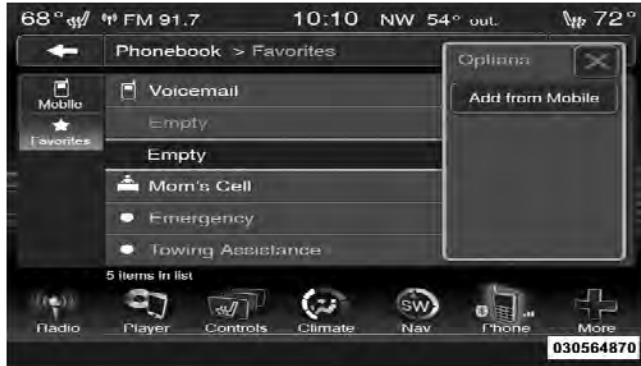 68° FM 91.7 10:10 NW 54° out. 72°
Phonebook > Favorites
Options
Mobile
Voicemail
Add from Mobile
Empty
Favorites
Empty
Mom's Cell
Emergency
Towing Assistance
5 items in list
SW
Radio Player Controls Climate Nav Phone More
030564870